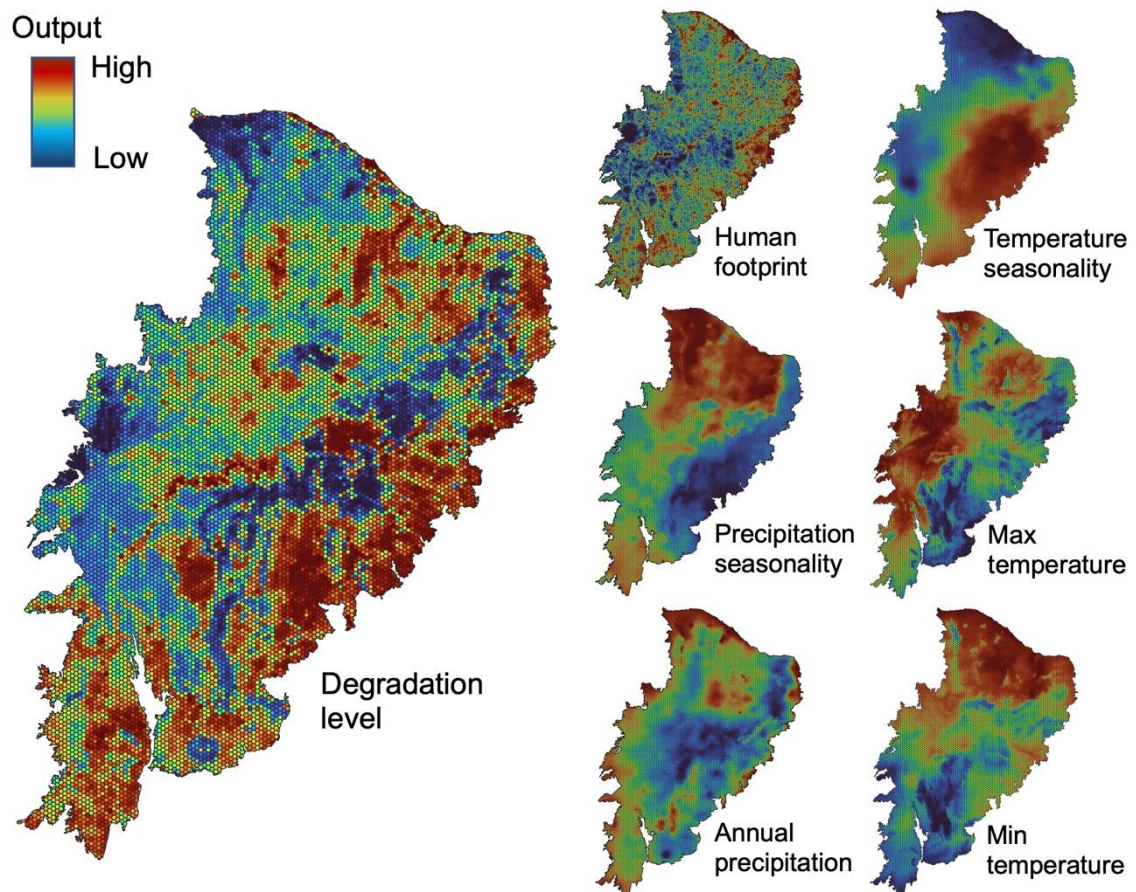 Output
High
Low
Degradation
level
Human
footprint
Temperature
seasonality
Precipitation
seasonality
Max
temperature
Annual
precipitation
Min
temperature